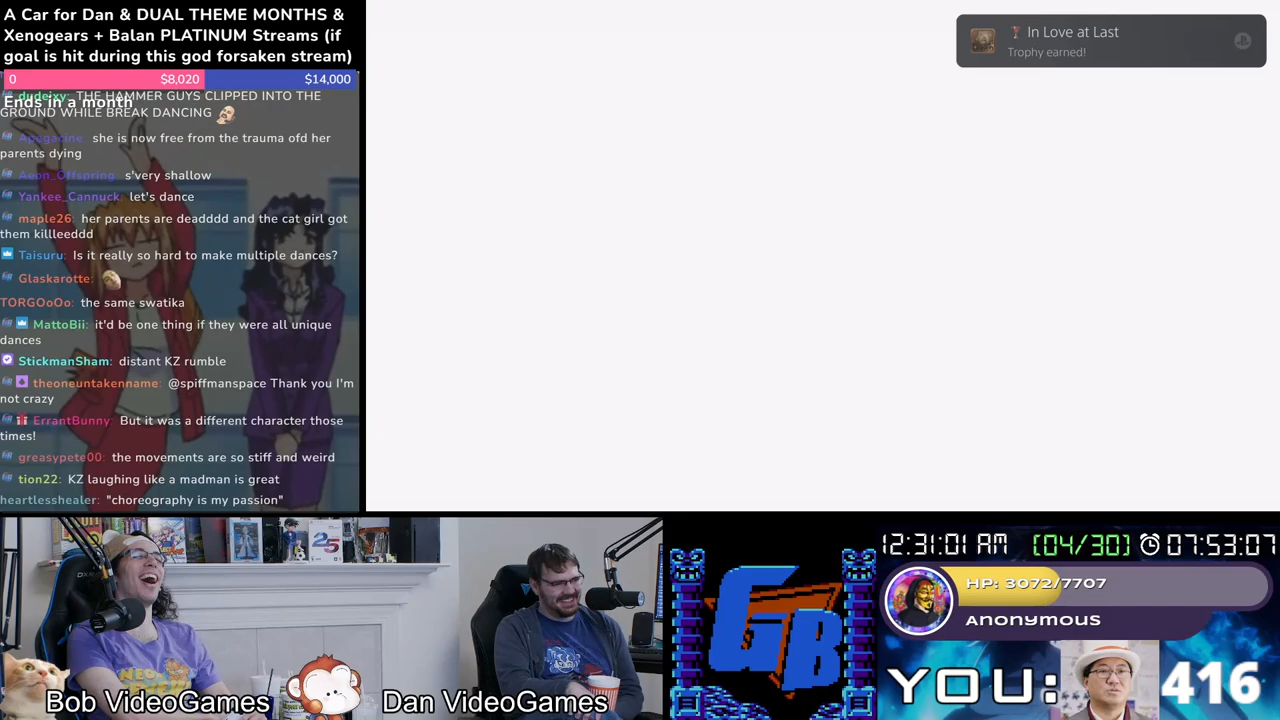 A Car for Dan & DUAL THEME MONTHS &
Xenogears + Balan PLATINUM Streams (if
goal is hit during this god forsaken stream)
0 $8,020 $14,000
Ends in a month
dudeixy: THE HAMMER GUYS CLIPPED INTO THE
GROUND WHILE BREAK DANCING
she is now free from the trauma ofd her
parents dying
Aeon_Offspring s'very shallow
Yankee_Cannuck let's dance
maple26: her parents are deadddd and the cat girl got
them killleeddd
Taisuru: Is it really so hard to make multiple dances?
Glaskarotte:
TORGOoOo: the same swatika
MattoBii: it'd be one thing if they were all unique
dances
StickmanSham: distant KZ rumble
theoneuntakenname: @spiffmanspace Thank you I'm
not crazy
ErrantBunny But it was a different character those
times!
greasypete00: the movements are so stiff and weird
tion22: KZ laughing like a madman is great
heartlesshealer: "choreography is my passion"
In Love at Last
Trophy earned!
25
Bob VideoGames
Dan VideoGames
GB
12:31:01 AM [04/30] 07:53:07
HP: 3072/7707
Anonymous
YOU: 416